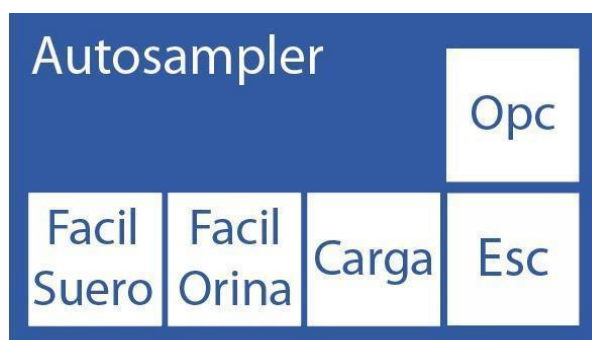 Autosampler
Opc
Facil
Suero
Facil
Orina
Carga
Esc